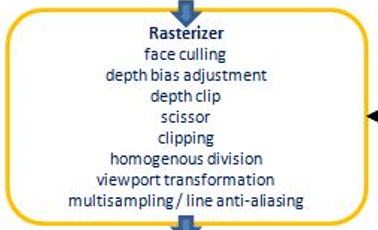 Rasterizer
face culling
depth bias adjustment
depth clip
scissor
clipping
homogenous division
viewport transformation
multisampling / line anti-aliasing